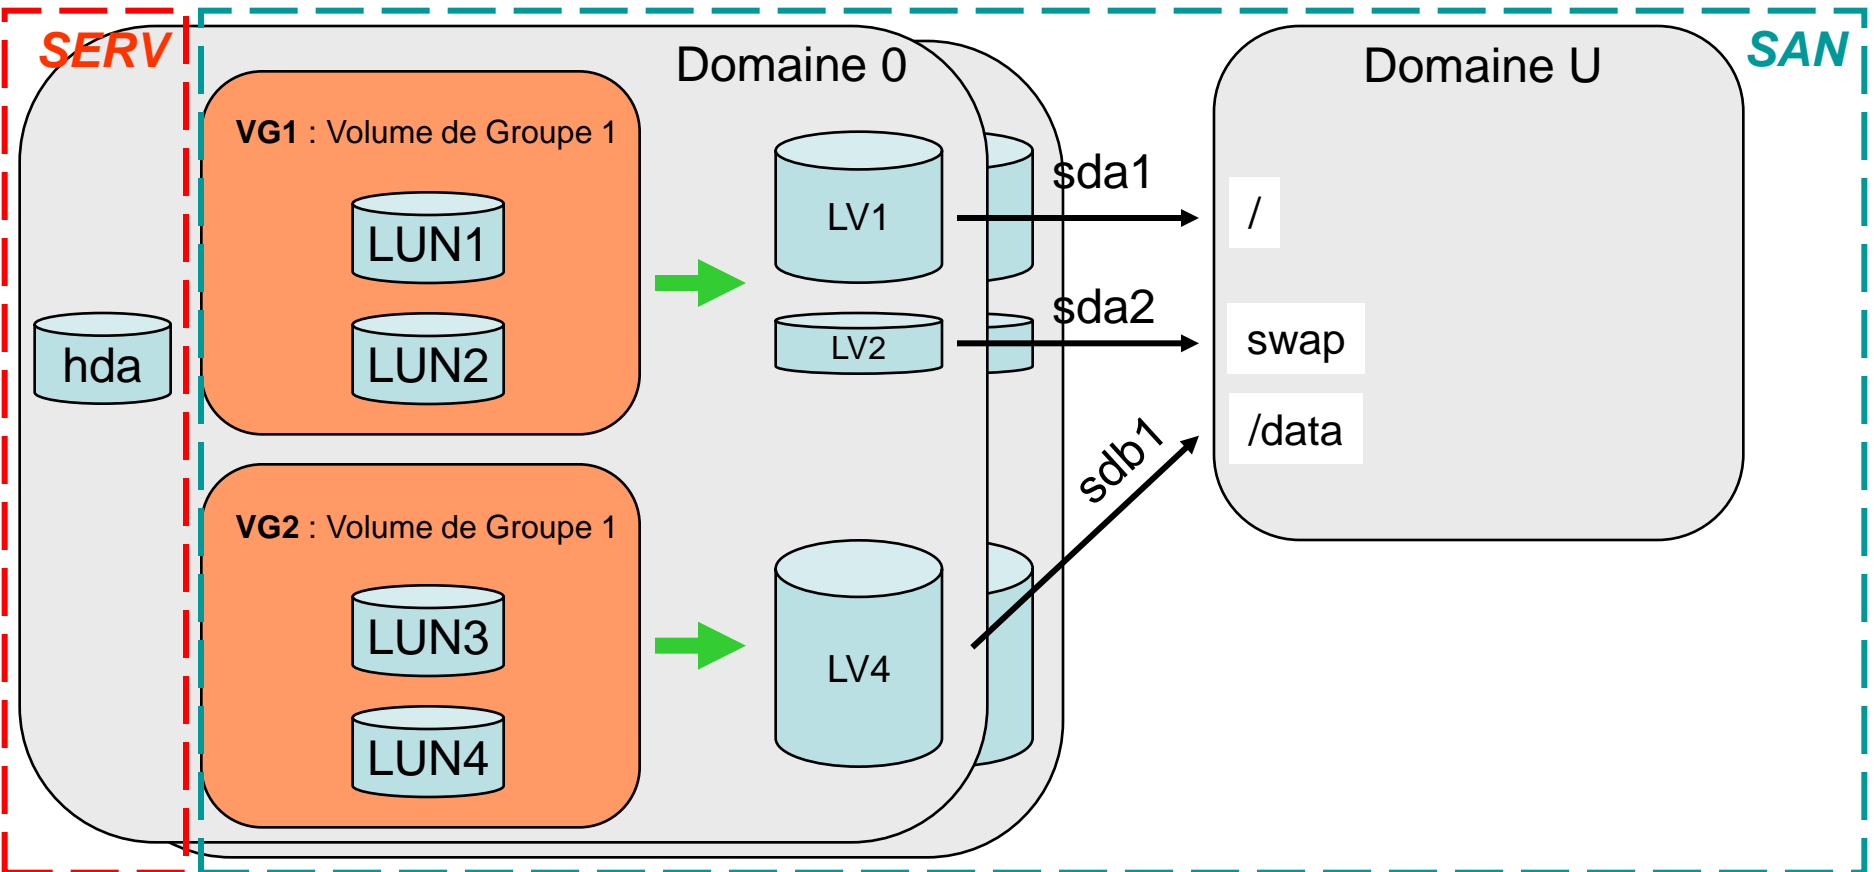 SERV
Domaine 0
Domaine U
SAN
VG1 : Volume de Groupe 1
LUN1
LUN2
hda
LV1
LV2
sda1
sda2
/
swap
/data
sdb1
VG2 : Volume de Groupe 1
LUN3
LUN4
LV4